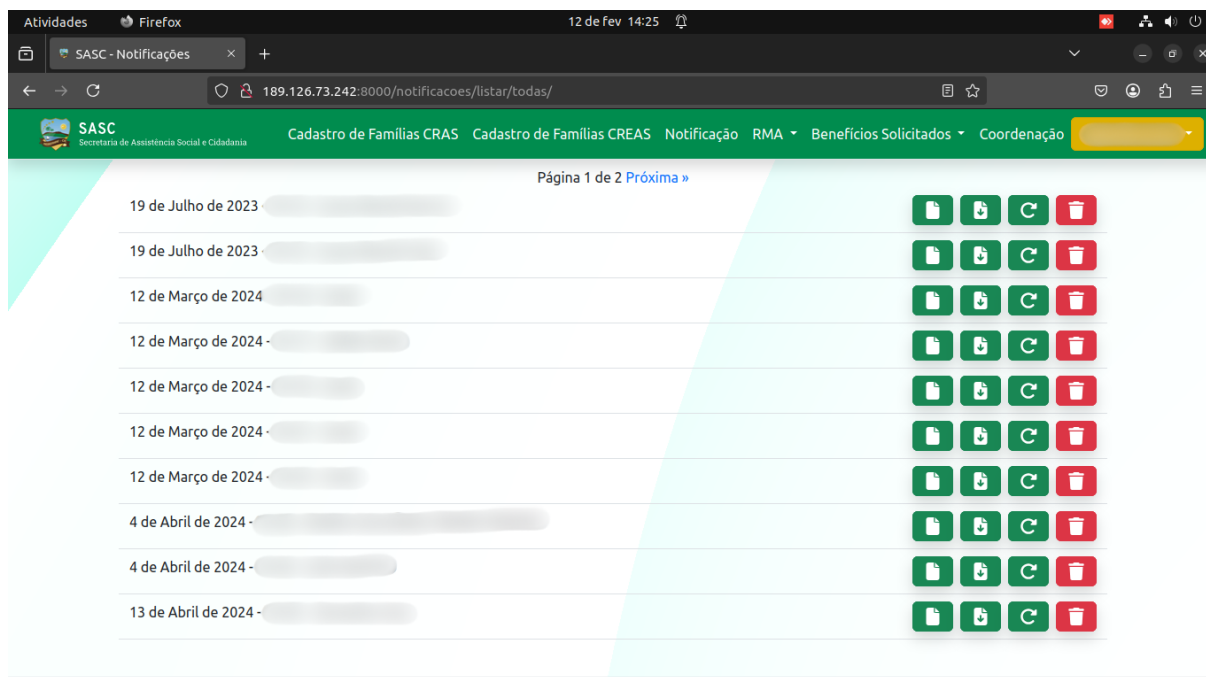 Atividades Firefox 12 de fev 14:25
SASC - Notificações
189.126.73.242:8000/notificacoes/listar/todas/
SASC
Secretaria de Assistência Social e Cidadania
Cadastro de Famílias CRAS Cadastro de Famílias CREAS Notificação RMA Benefícios Solicitados Coordenação
Página 1 de 2 Próxima »
19 de Julho de 2023 -
19 de Julho de 2023 -
12 de Março de 2024
12 de Março de 2024 -
12 de Março de 2024 -
12 de Março de 2024 -
12 de Março de 2024 -
4 de Abril de 2024 -
4 de Abril de 2024 -
13 de Abril de 2024 -